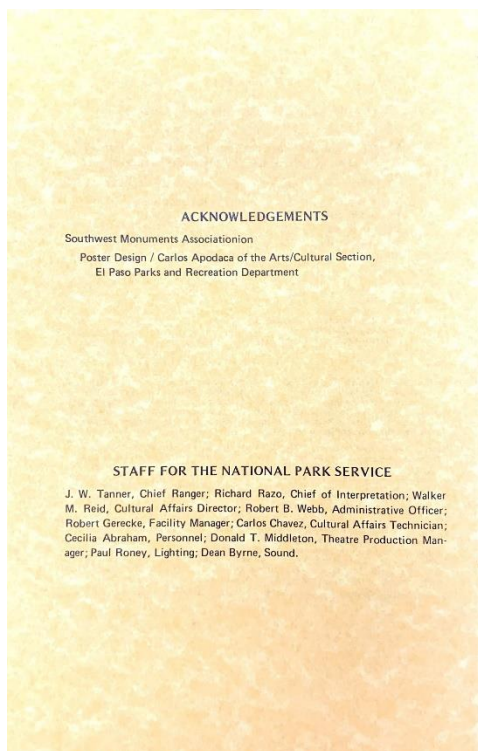 ACKNOWLEDGEMENTS
Southwest Monuments Associationion
Poster Design / Carlos Apodaca of the Arts/Cultural Section,
El Paso Parks and Recreation Department
STAFF FOR THE NATIONAL PARK SERVICE
J. W. Tanner, Chief Ranger; Richard Razo, Chief of Interpretation; Walker
M. Reid, Cultural Affairs Director; Robert B. Webb, Administrative Officer;
Robert Gerecke, Facility Manager; Carlos Chavez, Cultural Affairs Technician;
Cecilia Abraham, Personnel; Donald T. Middleton, Theatre Production Man-
ager; Paul Roney, Lighting; Dean Byrne, Sound.